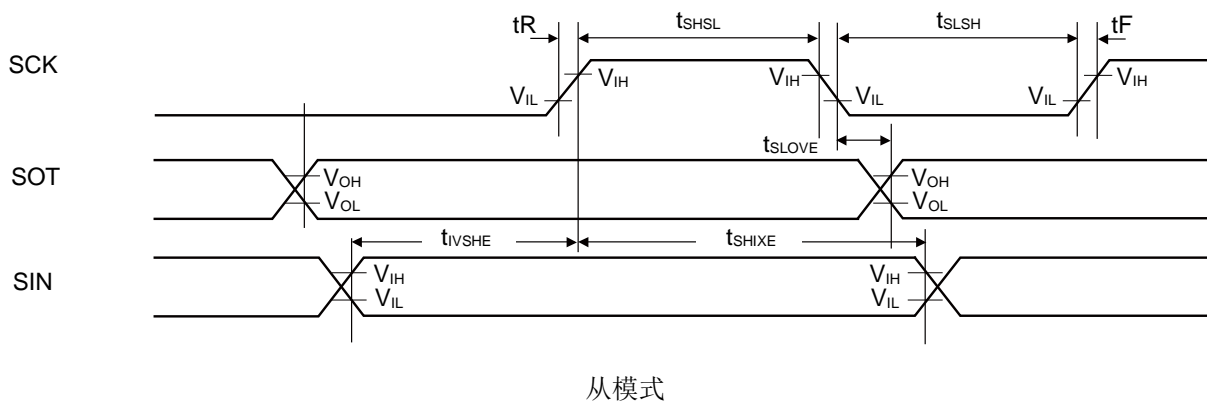 tR tSHSL tSLSH tF
SCK VIH VIH VIH
VIL VIL VIL
tSLOVE
SOT VOH VOH
VOL VOL
tIVSHE tSHIXE
SIN VIH VIH
VIL VIL
从模式